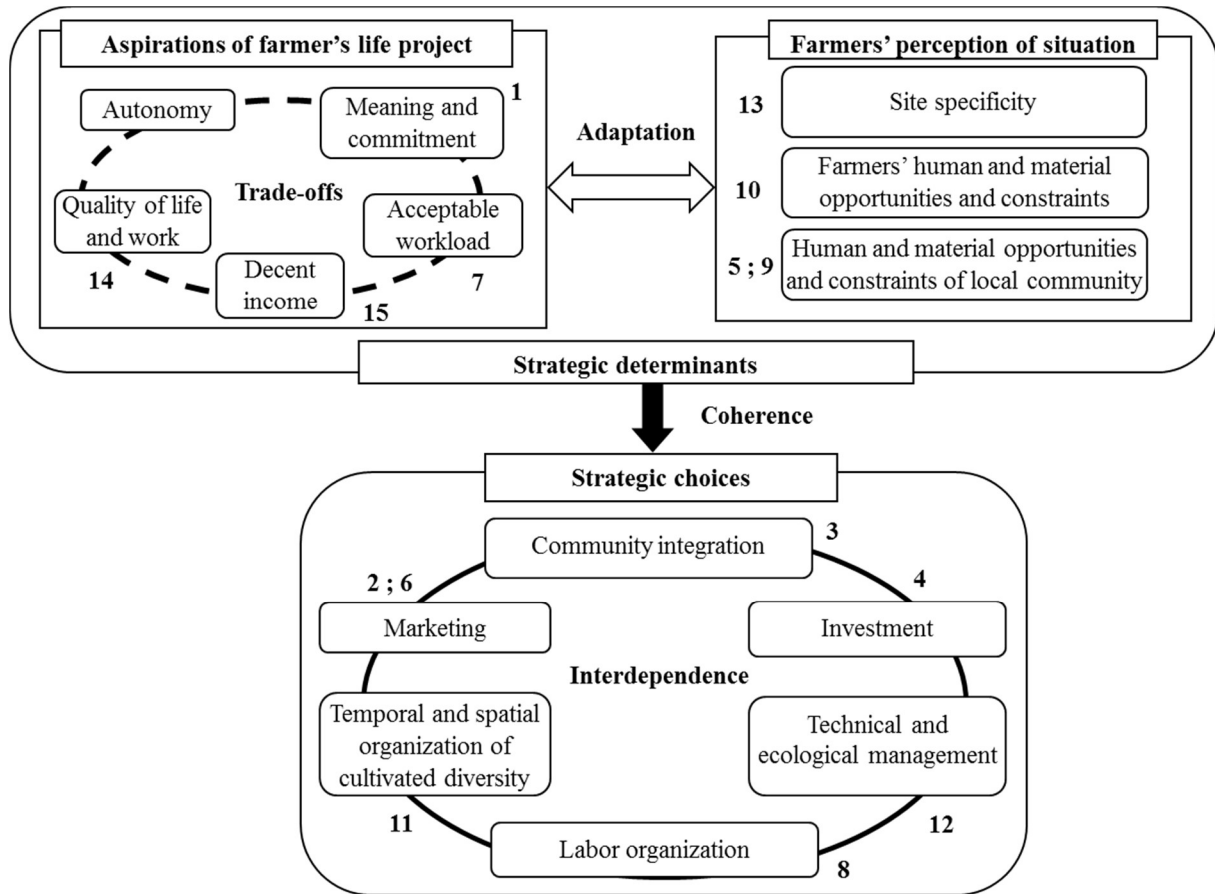 Aspirations of farmer’s life project
Autonomy
Meaning and
commitment
1
Trade-offs
Quality of life
and work
14
Acceptable
workload
7
Decent
income
15
Adaptation
Farmers’ perception of situation
13
Site specificity
10
Farmers’ human and material
opportunities and constraints
5 ; 9
Human and material opportunities
and constraints of local community
Strategic determinants
Coherence
Strategic choices
Community integration
3
2 ; 6
4
Marketing
Investment
Interdependence
Temporal and spatial
organization of
cultivated diversity
11
Technical and
ecological management
12
Labor organization
8